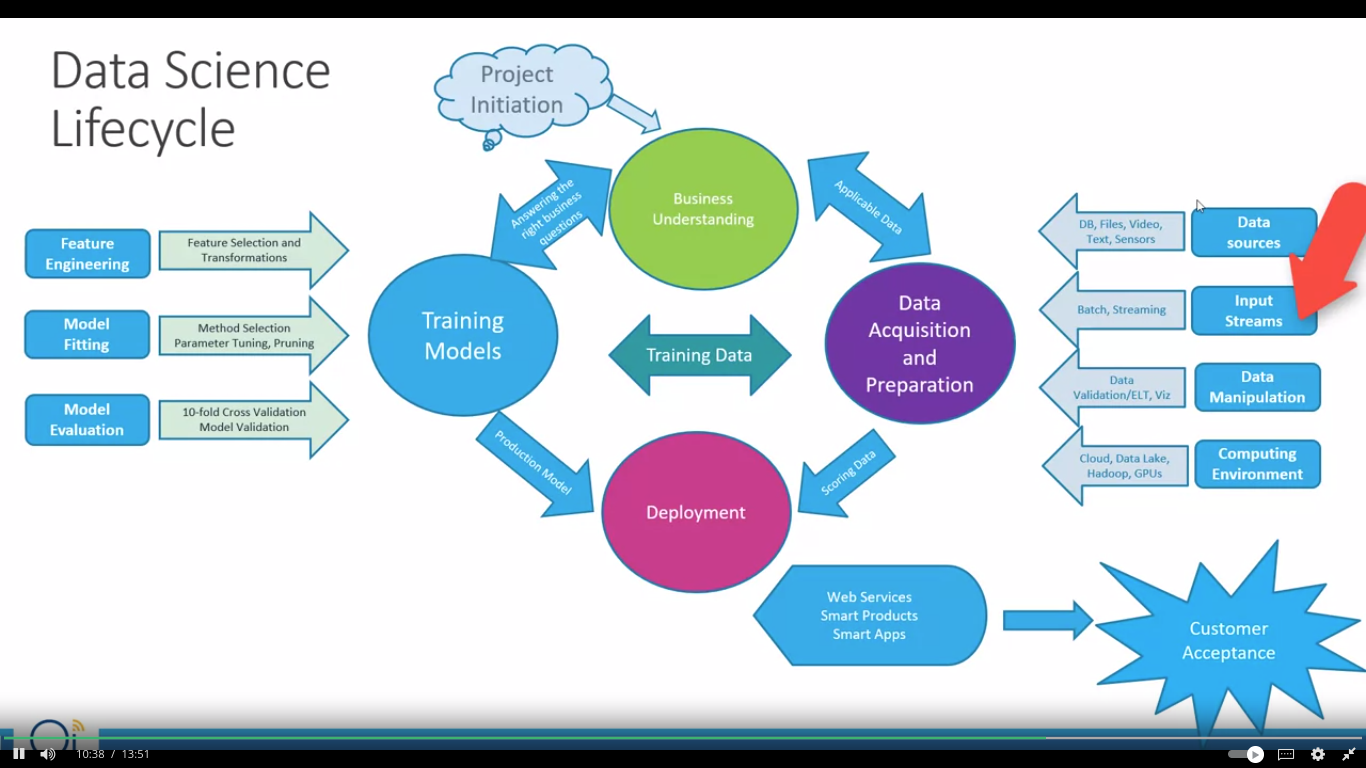 Data Science
Lifecycle
Project
Initiation
Business
Understanding
Answering the
right business
questions
Applicable Data
Feature
Engineering
Feature Selection and
Transformations
Model
Fitting
Method Selection
Parameter Tuning, Pruning
Model
Evaluation
10-fold Cross Validation
Model Validation
Training
Models
Training Data
Data
Acquisition
and
Preparation
DB, Files, Video,
Text, Sensors
Data
sources
Batch, Streaming
Input
Streams
Data
Validation/ELT, Viz
Data
Manipulation
Cloud, Data Lake,
Hadoop, GPUs
Computing
Environment
Production Model
Scoring Data
Deployment
Web Services
Smart Products
Smart Apps
Customer
Acceptance
10:38 / 13:51